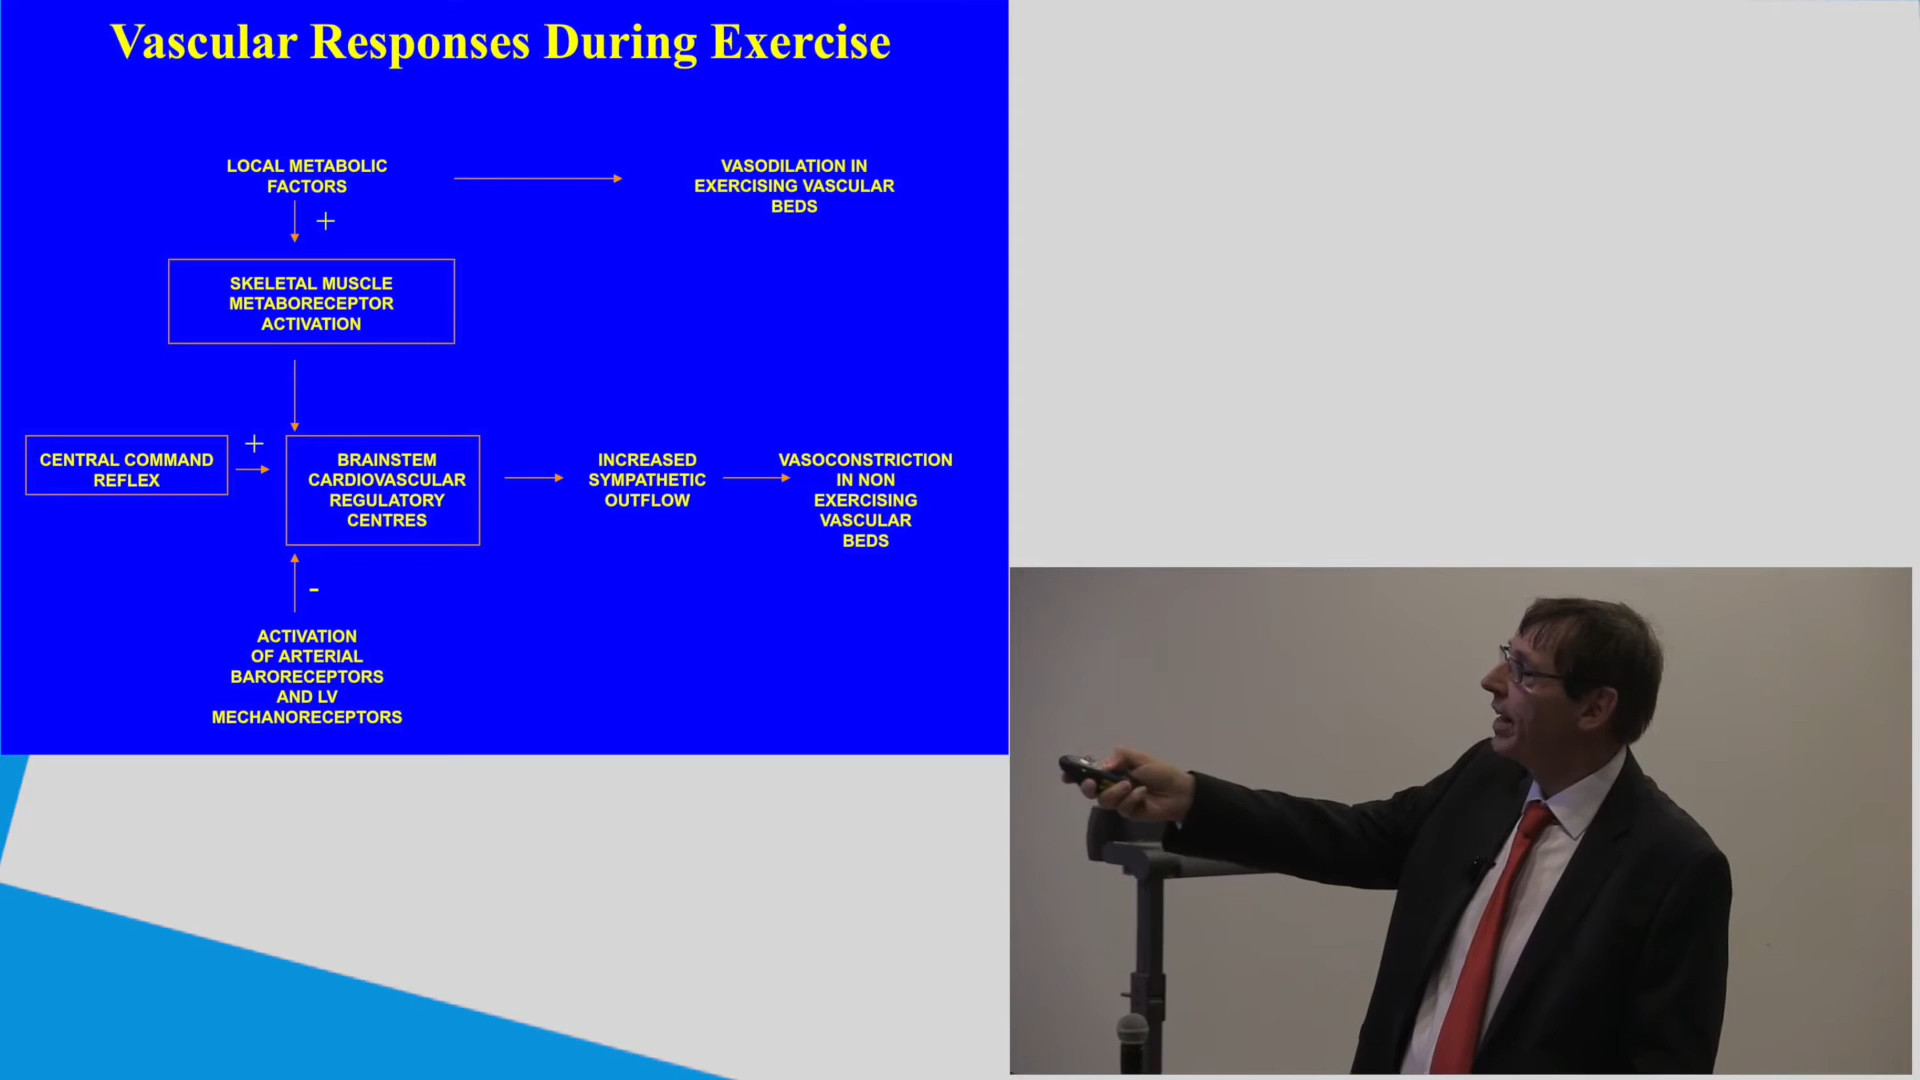 Vascular Responses During Exercise
LOCAL METABOLIC
FACTORS
VASODILATION IN
EXERCISING VASCULAR
BEDS
+
SKELETAL MUSCLE
METABORECEPTOR
ACTIVATION
CENTRAL COMMAND
REFLEX
+
BRAINSTEM
CARDIOVASCULAR
REGULATORY
CENTRES
INCREASED
SYMPATHETIC
OUTFLOW
VASOCONSTRICTION
IN NON
EXERCISING
VASCULAR
BEDS
-
ACTIVATION
OF ARTERIAL
BARORECEPTORS
AND LV
MECHANORECEPTORS